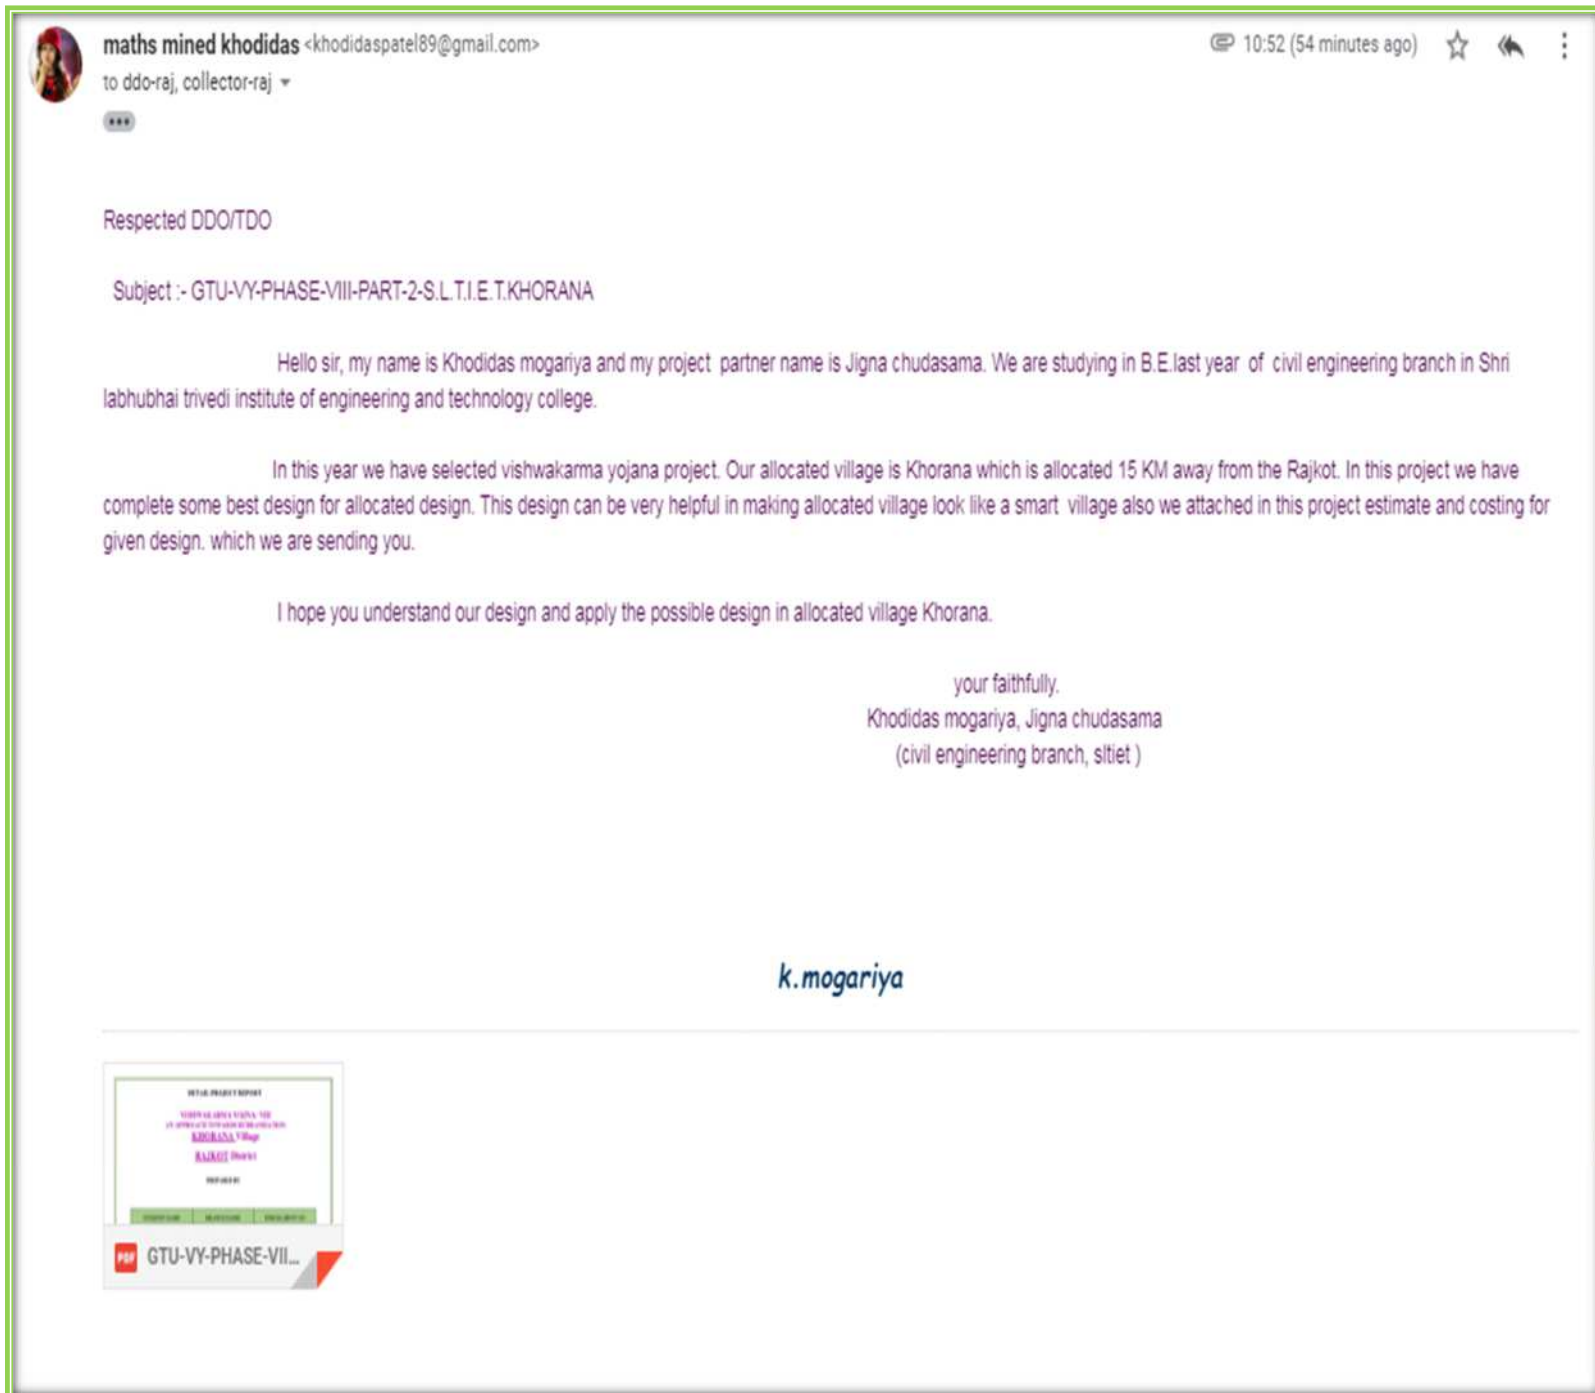 maths mined khodidas <khodidaspatel89@gmail.com>
10:52 (54 minutes ago)
to ddo-raj, collector-raj
Respected DDO/TDO
Subject :- GTU-VY-PHASE-VIII-PART-2-S.L.T.I.E.T.KHORANA
Hello sir, my name is Khodidas mogariya and my project partner name is Jigna chudasama. We are studying in B.E.last year of civil engineering branch in Shri
labhubhai trivedi institute of engineering and technology college.
In this year we have selected vishwakarma yojana project. Our allocated village is Khorana which is allocated 15 KM away from the Rajkot. In this project we have
complete some best design for allocated design. This design can be very helpful in making allocated village look like a smart village also we attached in this project estimate and costing for
given design. which we are sending you.
I hope you understand our design and apply the possible design in allocated village Khorana.
your faithfully.
Khodidas mogariya, Jigna chudasama
(civil engineering branch, sltiet )
k.mogariya
DETAIL PROJECT REPORT
KHORANA Village
RAJKOT District
PREPARED BY
PDF GTU-VY-PHASE-VII...